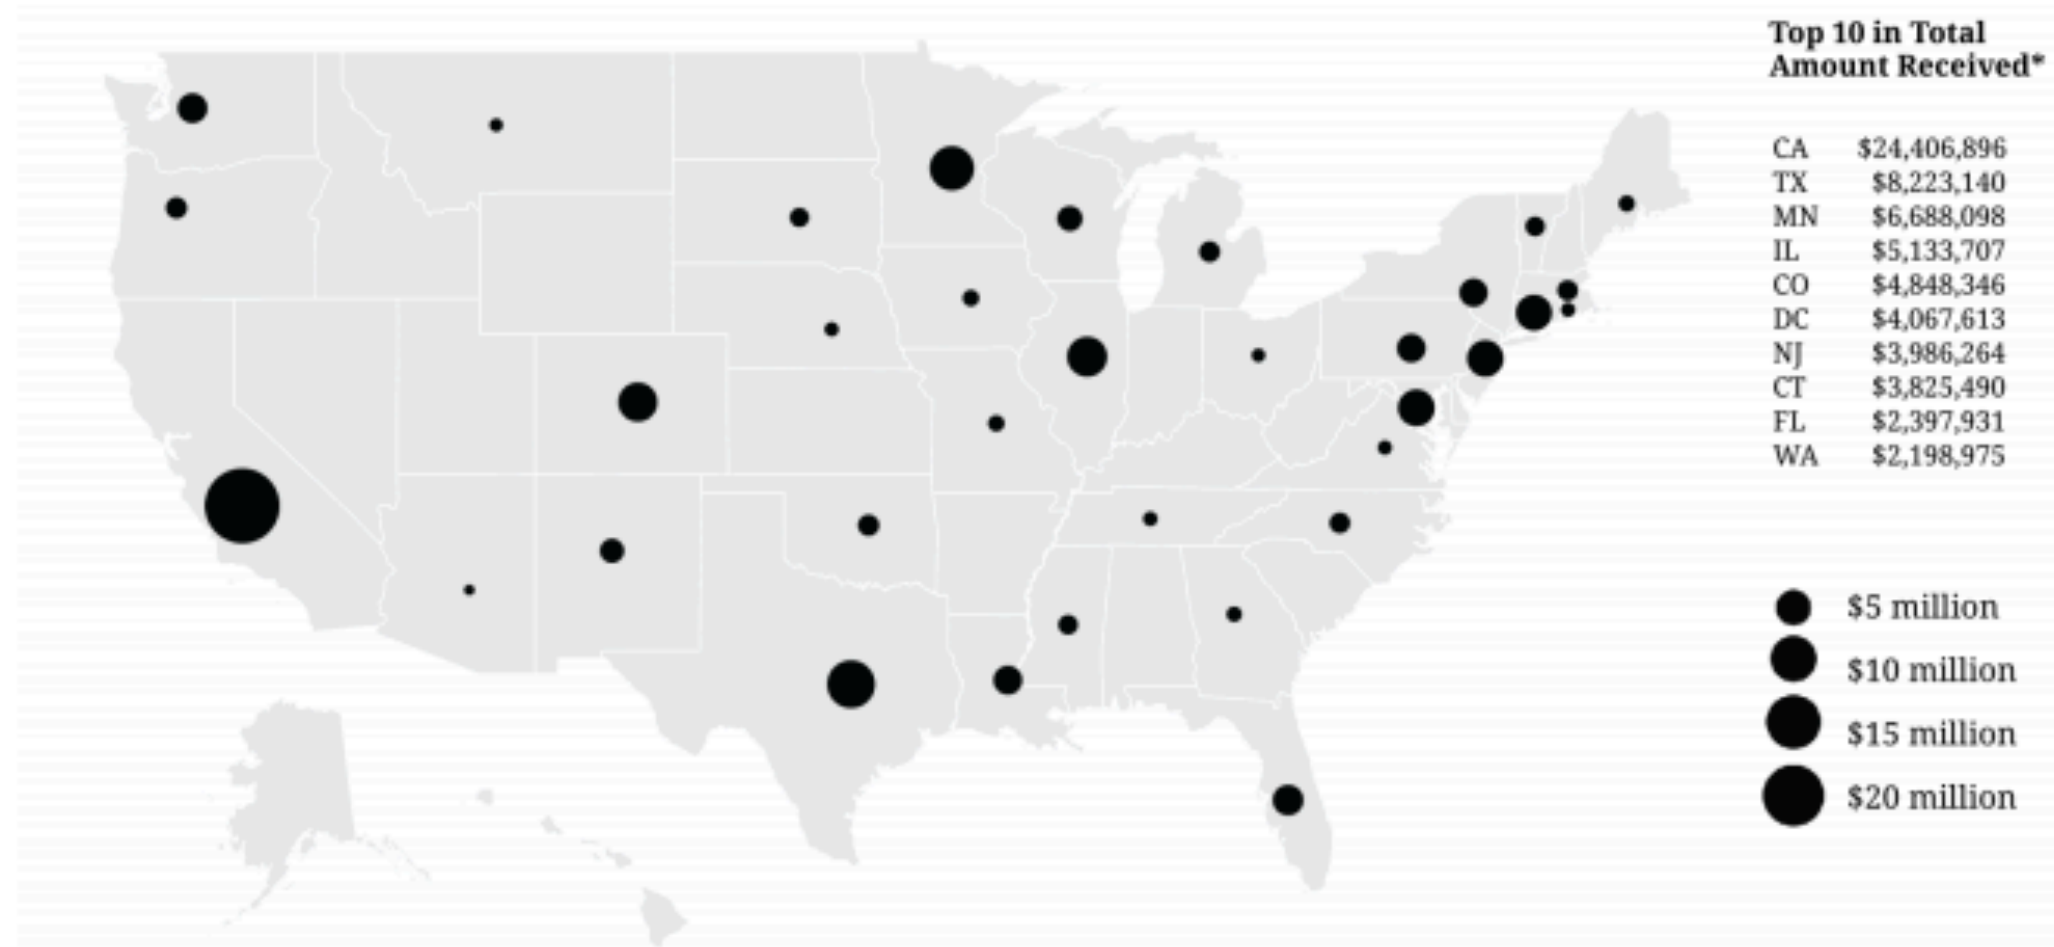 Top 10 in Total
Amount Received*
CA $24,406,896
TX $8,223,140
MN $6,688,098
IL $5,133,707
CO $4,848,346
DC $4,067,613
NJ $3,986,264
CT $3,825,490
FL $2,397,931
WA $2,198,975
$5 million
$10 million
$15 million
$20 million